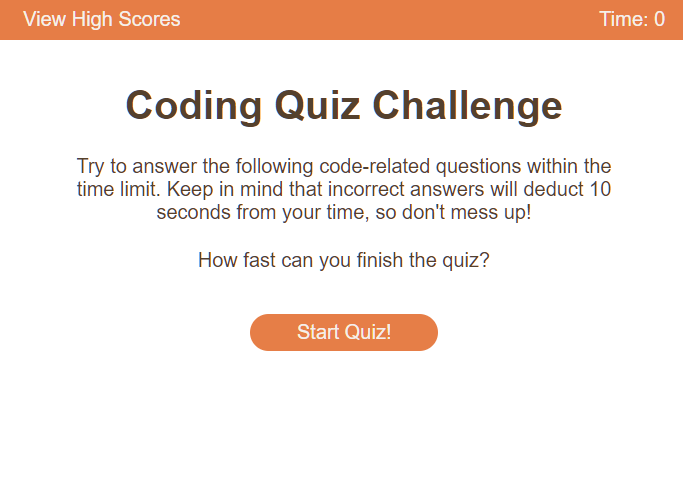 View High Scores
Time: 0
Coding Quiz Challenge
Try to answer the following code-related questions within the
time limit. Keep in mind that incorrect answers will deduct 10
seconds from your time, so don't mess up!
How fast can you finish the quiz?
Start Quiz!